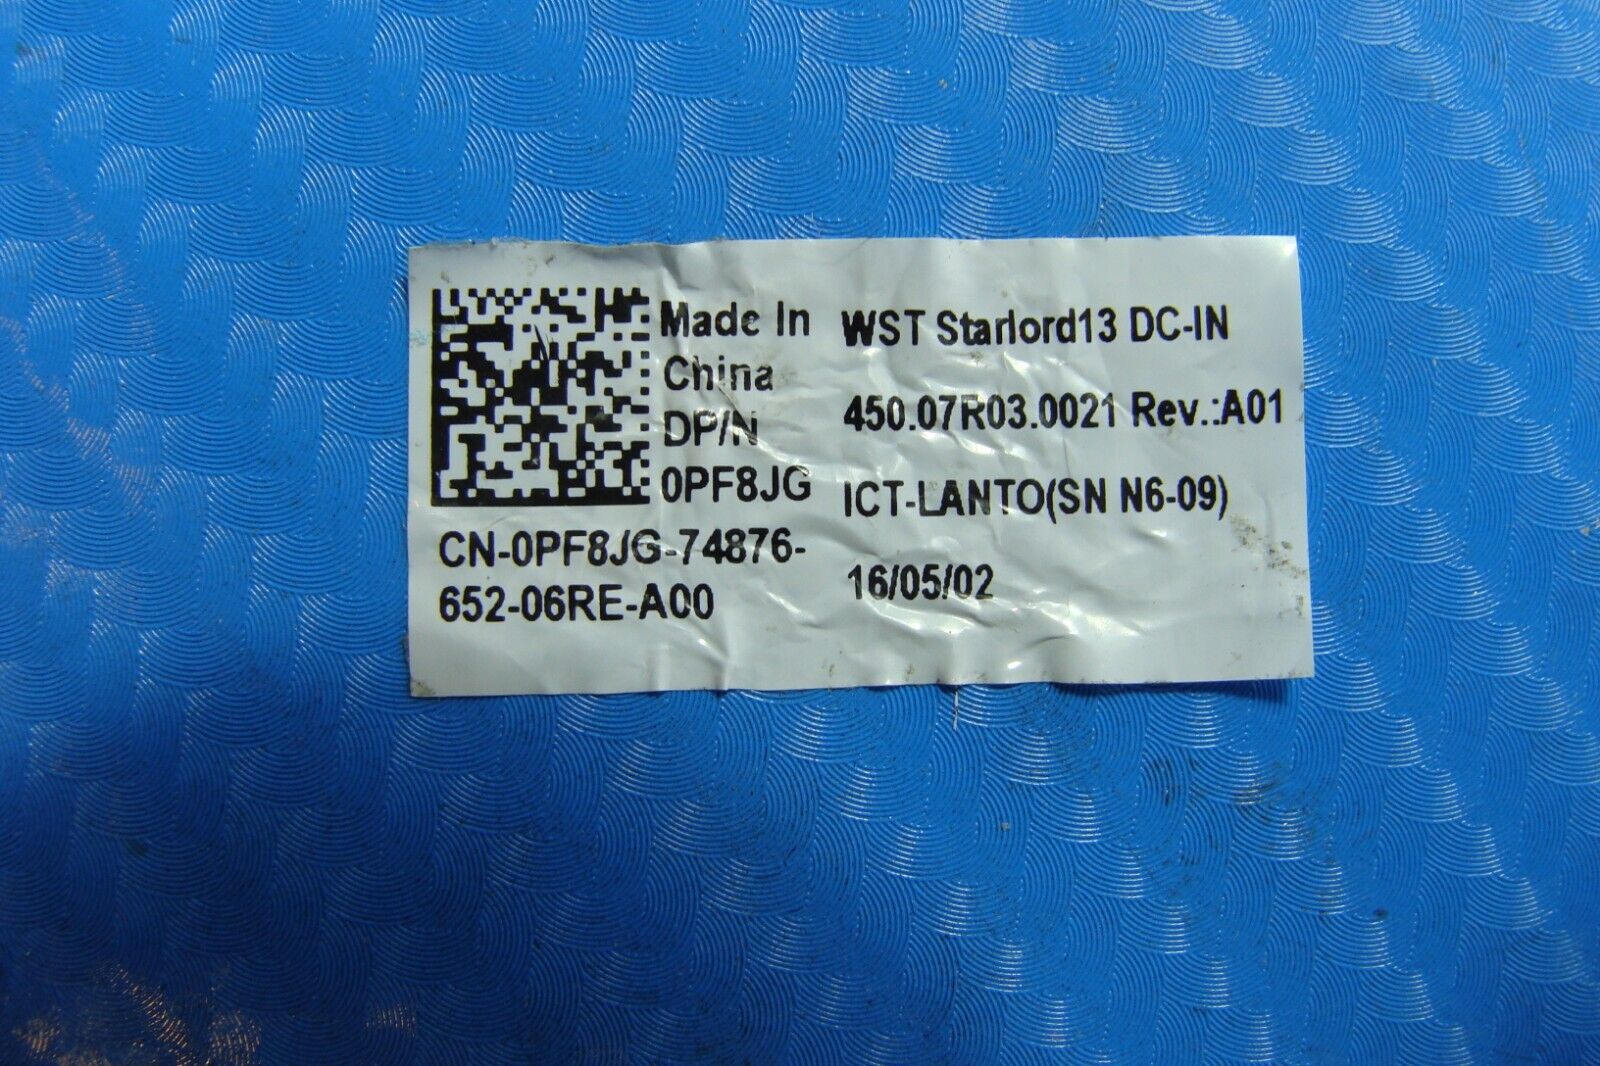 Made In
China
DP/N
0PF8JG
CN-0PF8JG-74876-
652-06RE-A00
WST Starlord13 DC-IN
450.07R03.0021 Rev.:A01
ICT-LANTO(SN N6-09)
16/05/02